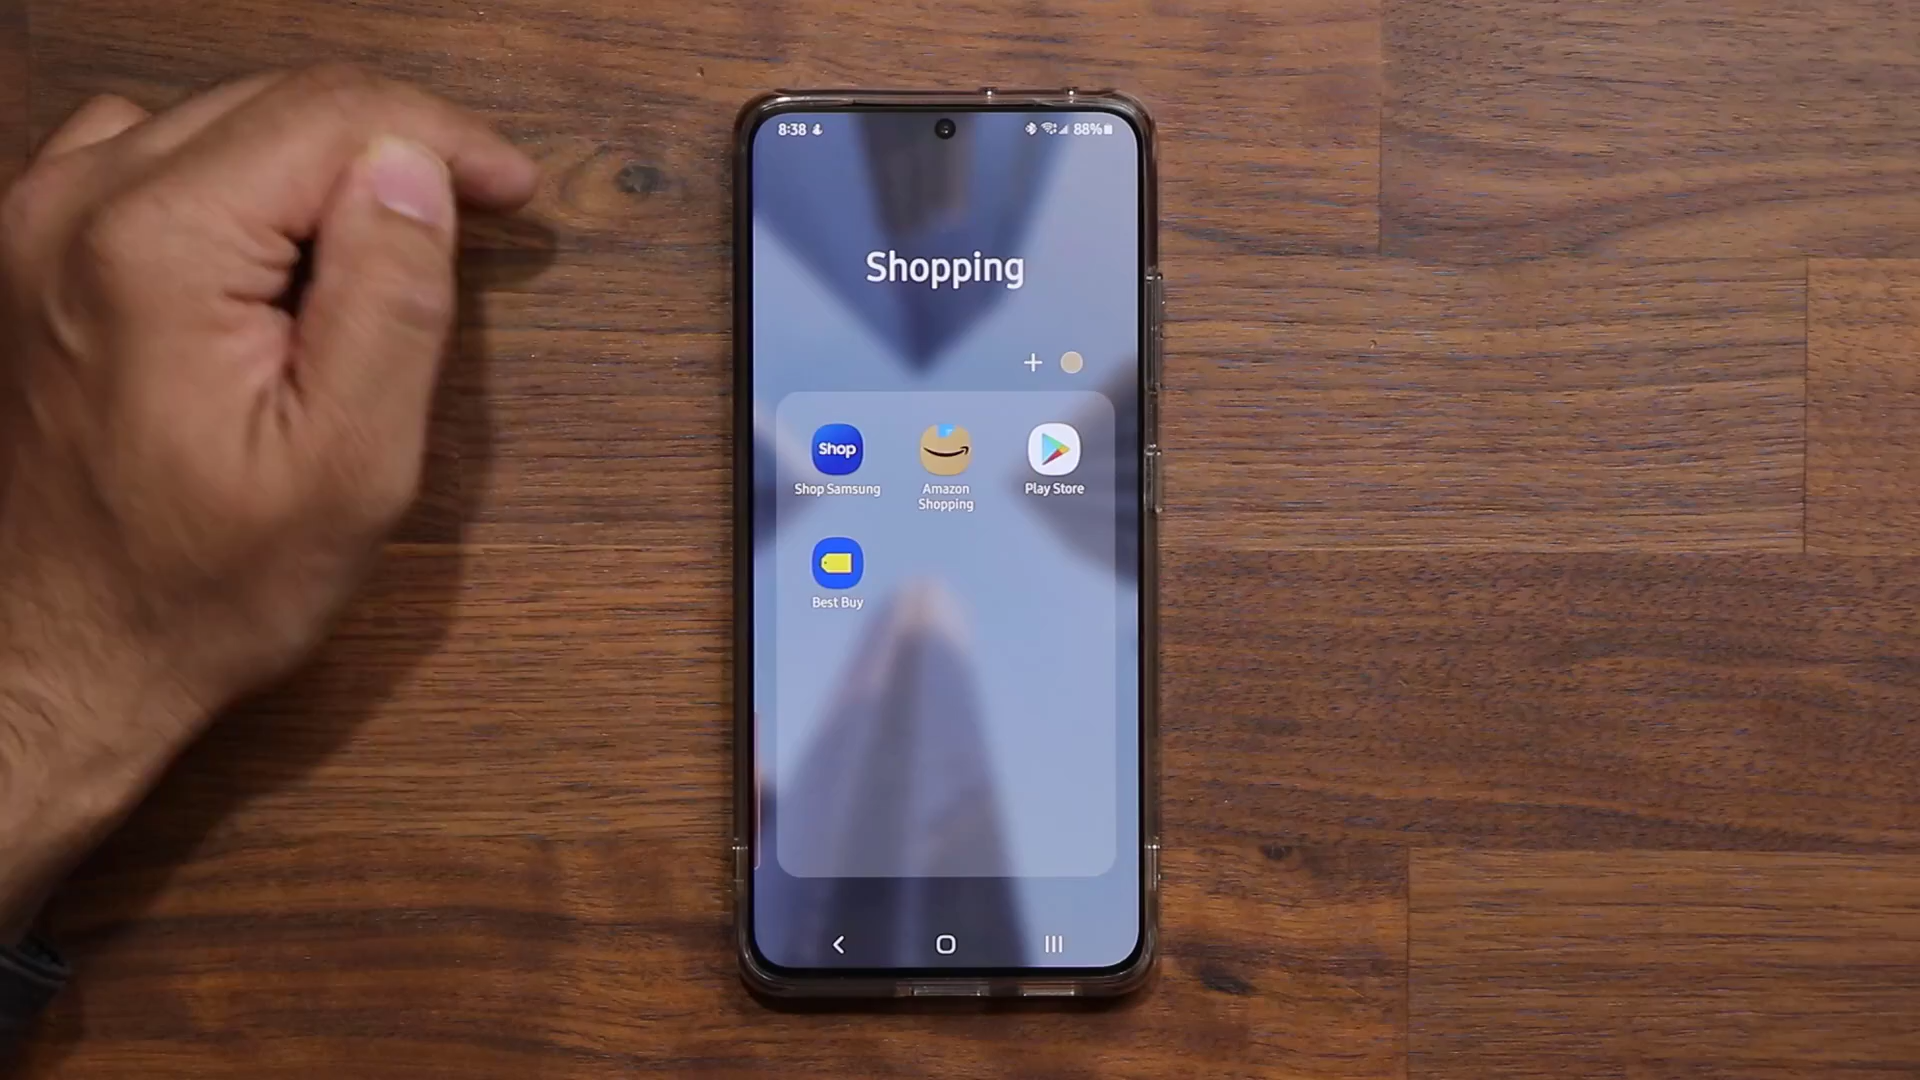 8:38
88%
Shopping
Shop
Shop Samsung
Amazon
Shopping
Play Store
Best Buy